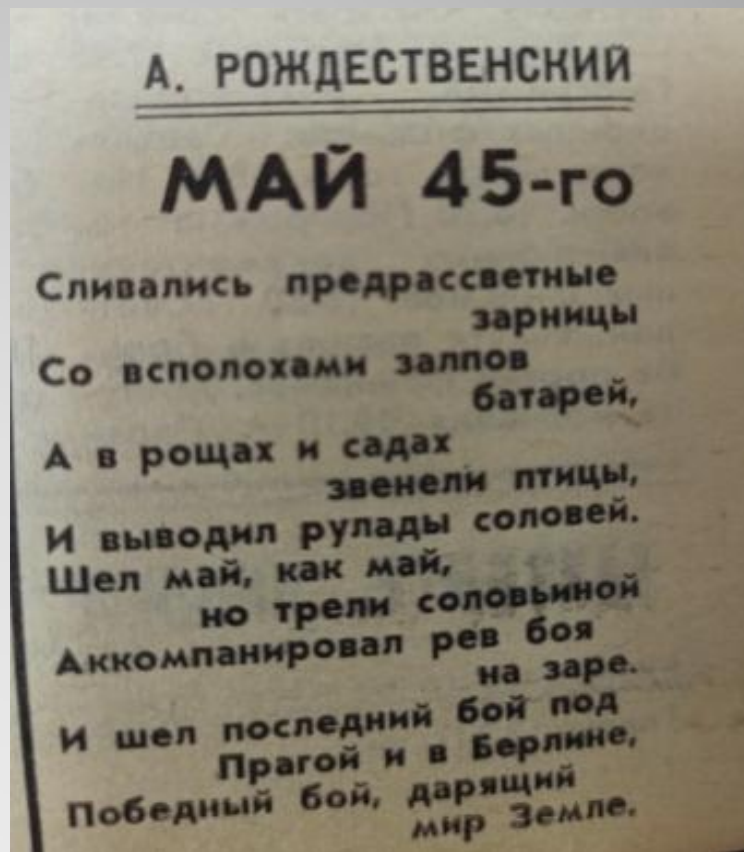 А. РОЖДЕСТВЕНСКИЙ
МАЙ 45-го
Сливались предрассветные
зарницы
Со всполохами залпов
батарей,
А в рощах и садах
звенели птицы,
И выводил рулады соловей.
Шел май, как май,
но трели соловьиной
Аккомпанировал рев боя
на заре.
И шел последний бой под
Прагой и в Берлине,
Победный бой, дарящий
мир Земле.